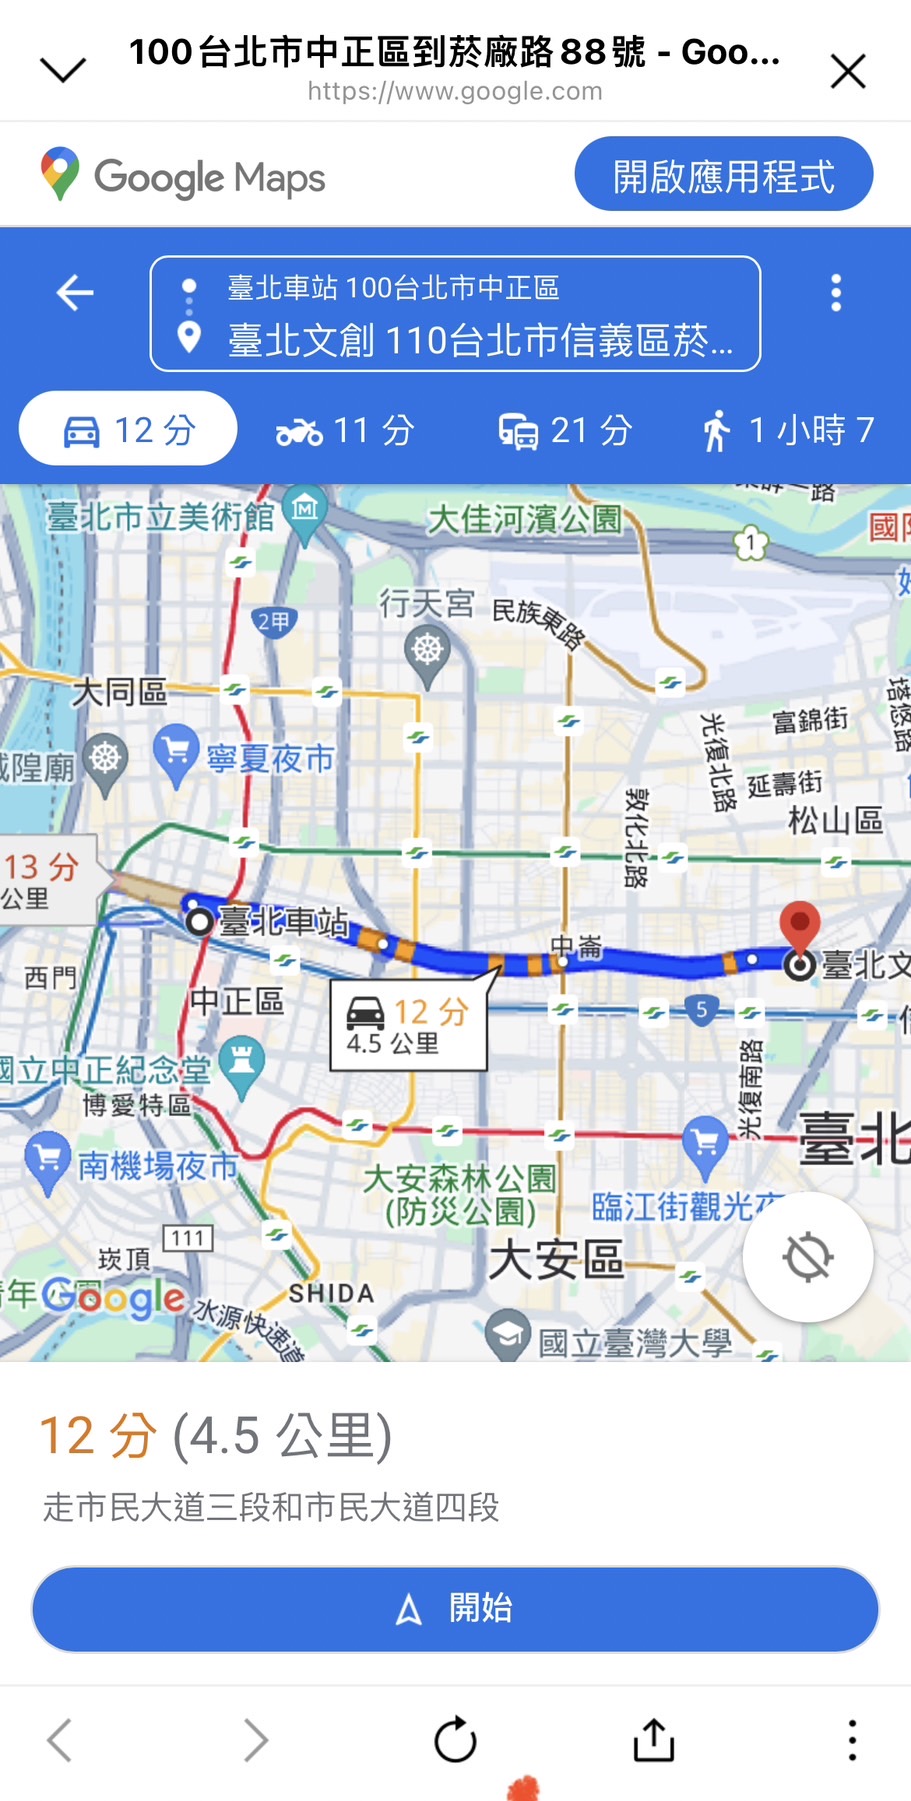 100台北市中正區到菸廠路88號 - Goo...
https://www.google.com
Google Maps
開啟應用程式
臺北車站 100台北市中正區
臺北文創 110台北市信義區菸...
12 分
11 分
21 分
1 小時 7
臺北市立美術館
大佳河濱公園
1
行天宮
民族東路
2甲
大同區
寧夏夜市
隍廟
光復北路
富錦街
塔悠路
延壽街
敦化北路
松山區
13 分
公里
臺北車站
中崙
臺北文
西門
中正區
12 分
4.5 公里
5
國立中正紀念堂
博愛特區
光復南路
臺北
南機場夜市
大安森林公園
(防災公園)
臨江街觀光夜
111
崁頂
大安區
Google
SHIDA
水源快速道
國立臺灣大學
12 分 (4.5 公里)
走市民大道三段和市民大道四段
開始